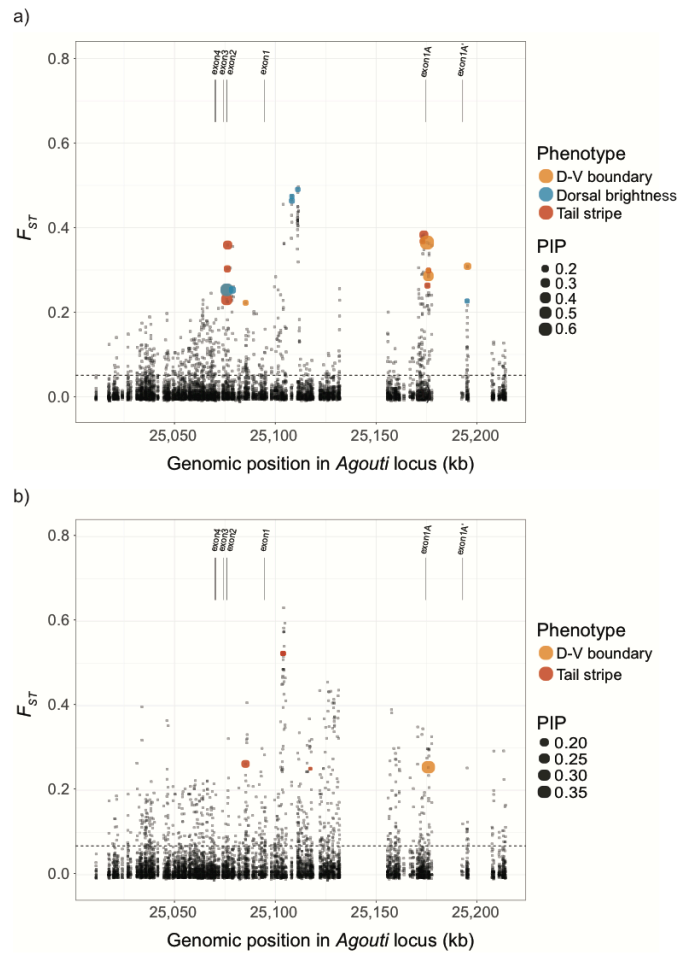 a)
exon4
exon3
exon2
exon1
exon1A
exon1A'
0.8
0.6
0.4
0.2
0.0
FST
25,050
25,100
25,150
25,200
Genomic position in Agouti locus (kb)
Phenotype
D-V boundary
Dorsal brightness
Tail stripe
PIP
0.2
0.3
0.4
0.5
0.6
b)
exon4
exon3
exon2
exon1
exon1A
exon1A'
0.8
0.6
0.4
0.2
0.0
FST
25,050
25,100
25,150
25,200
Genomic position in Agouti locus (kb)
Phenotype
D-V boundary
Tail stripe
PIP
0.20
0.25
0.30
0.35